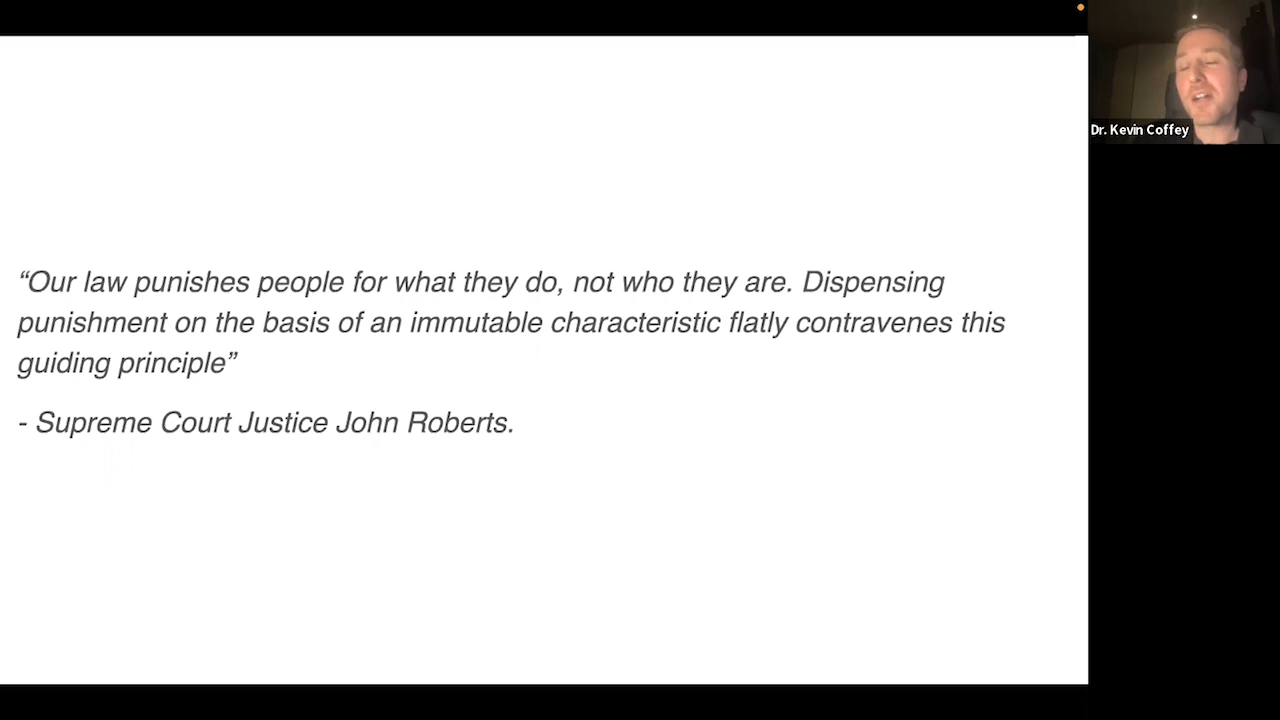 “Our law punishes people for what they do, not who they are. Dispensing
punishment on the basis of an immutable characteristic flatly contravenes this
guiding principle”
- Supreme Court Justice John Roberts.
Dr. Kevin Coffey